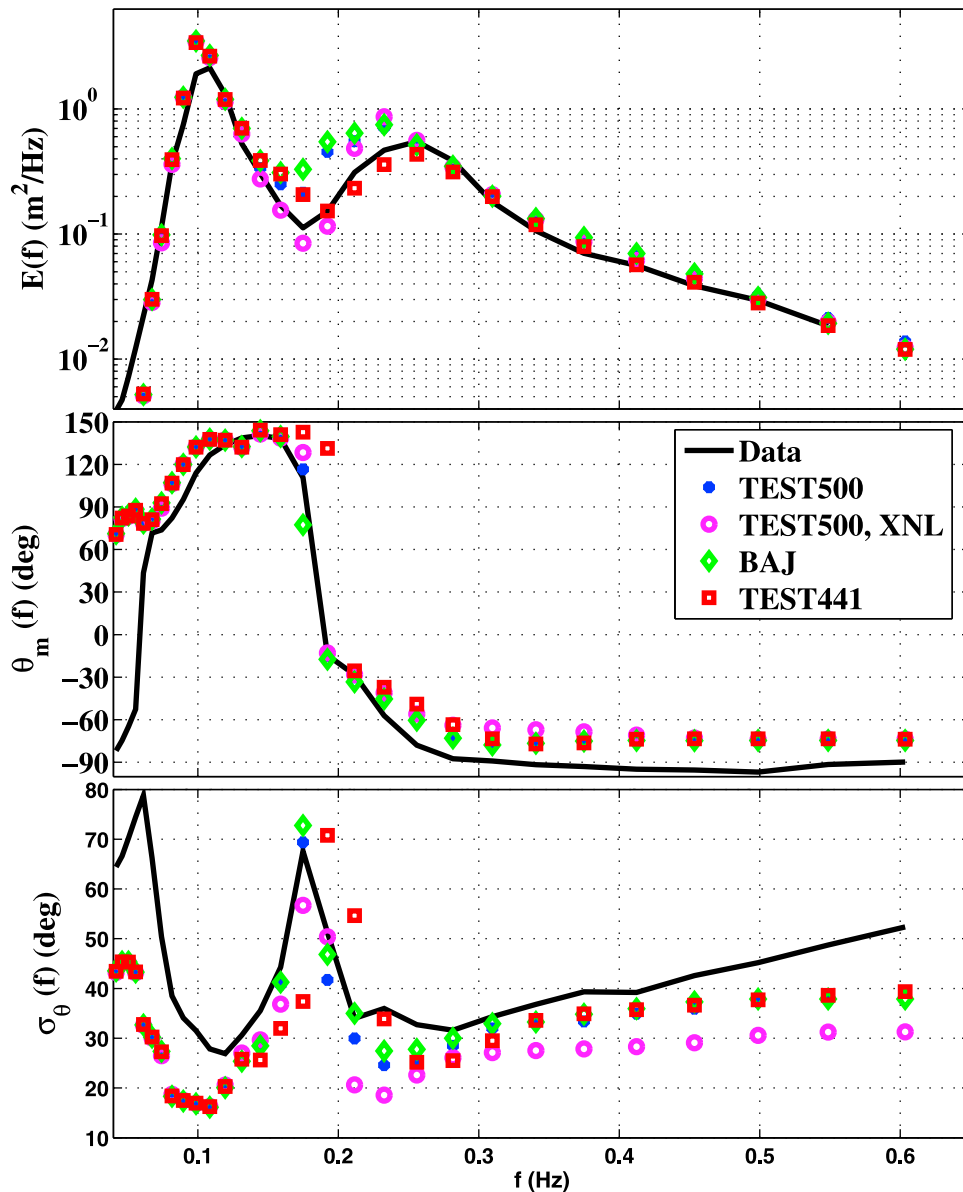 E(f) (m²/Hz)
10⁰
10⁻¹
10⁻²
θₘ (f) (deg)
150
120
90
60
30
0
−30
−60
−90
Data
TEST500
TEST500, XNL
BAJ
TEST441
σ_θ (f) (deg)
80
70
60
50
40
30
20
10
0.1
0.2
0.3
0.4
0.5
0.6
f (Hz)